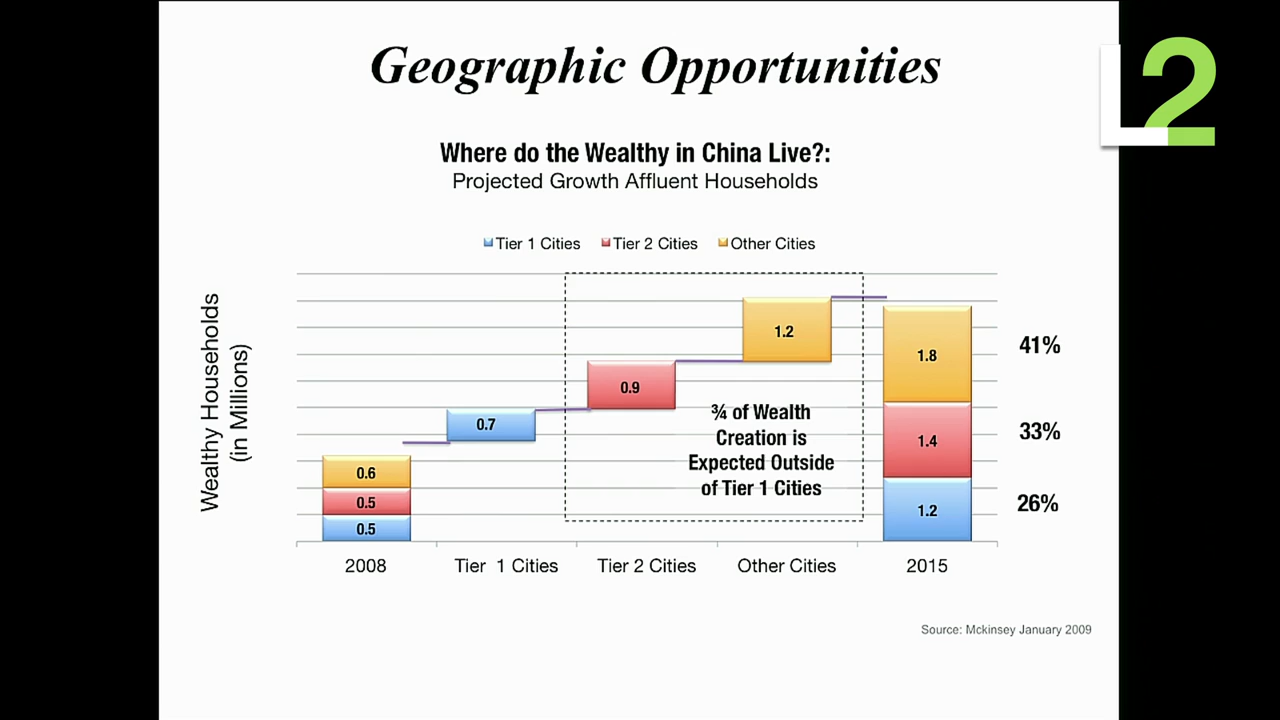 Geographic Opportunities
L2
Where do the Wealthy in China Live?:
Projected Growth Affluent Households
Tier 1 Cities Tier 2 Cities Other Cities
Wealthy Households
(in Millions)
0.6
0.5
0.5
0.7
0.9
1.2
¾ of Wealth
Creation is
Expected Outside
of Tier 1 Cities
1.8
1.4
1.2
41%
33%
26%
2008 Tier 1 Cities Tier 2 Cities Other Cities 2015
Source: Mckinsey January 2009